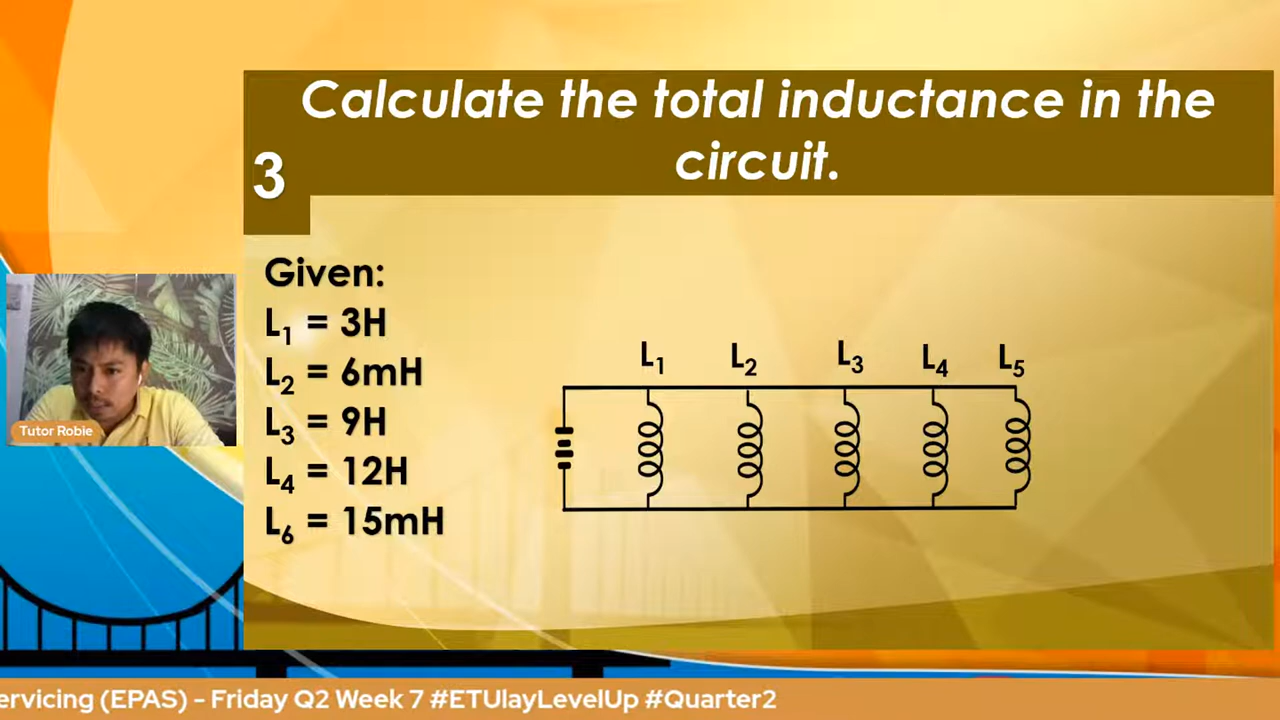 Calculate the total inductance in the
circuit.
3
Given:
L₁ = 3H
L₂ = 6mH
L₃ = 9H
L₄ = 12H
L₆ = 15mH
L₁ L₂ L₃ L₄ L₅
Tutor Robie
ervicing (EPAS) - Friday Q2 Week 7 #ETUlayLevelUp #Quarter2